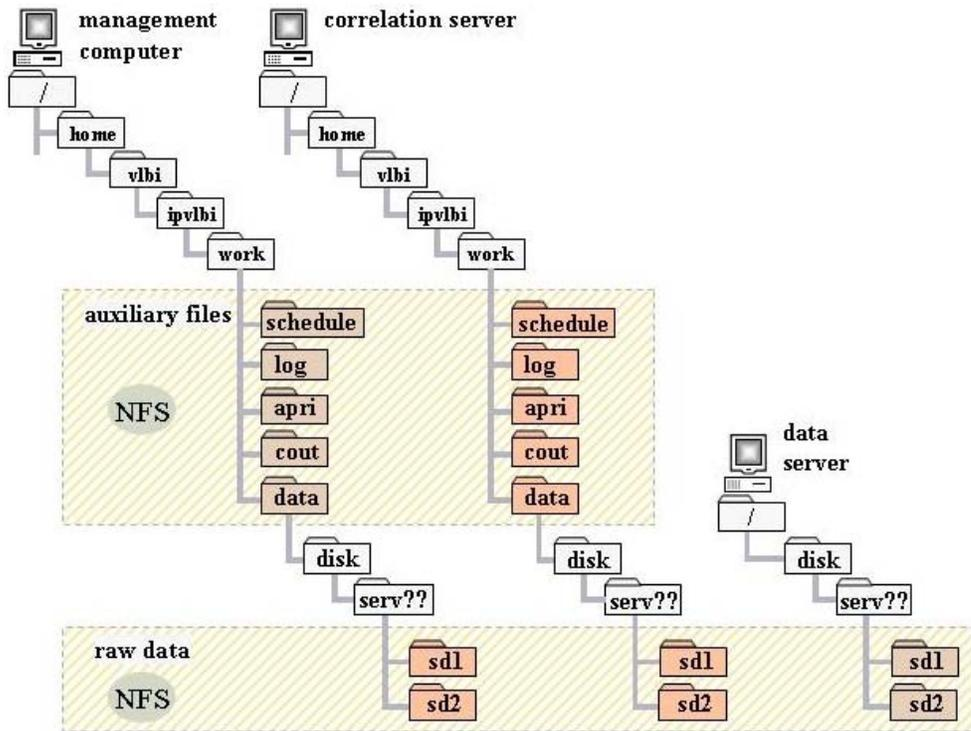 management
computer
correlation server
/
/
home
home
vlbi
vlbi
ipvlbi
ipvlbi
work
work
auxiliary files
schedule
schedule
log
log
NFS
apri
apri
cout
cout
data
server
data
data
/
disk
disk
disk
serv??
serv??
serv??
raw data
sd1
sd1
sd1
NFS
sd2
sd2
sd2